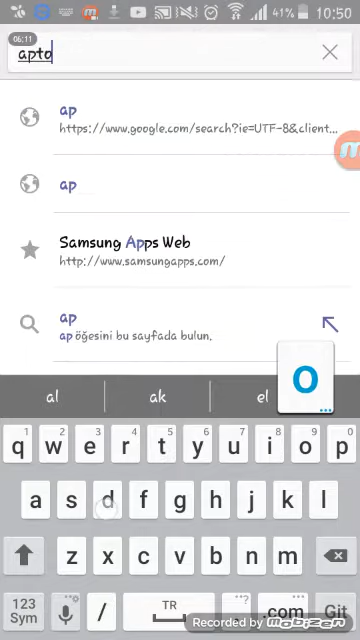 41% 10:50
06:11
apto
ap
https://www.google.com/search?ie=UTF-8&client...
ap
Samsung Apps Web
http://www.samsungapps.com/
ap
ap öğesini bu sayfada bulun.
o
al ak el
1 2 3 4 5 6 7 8 9 0
q w e r t y u i o p
a s d f g h j k l
z x c v b n m
123 Sym / TR ? .com Git
Recorded by mobizen